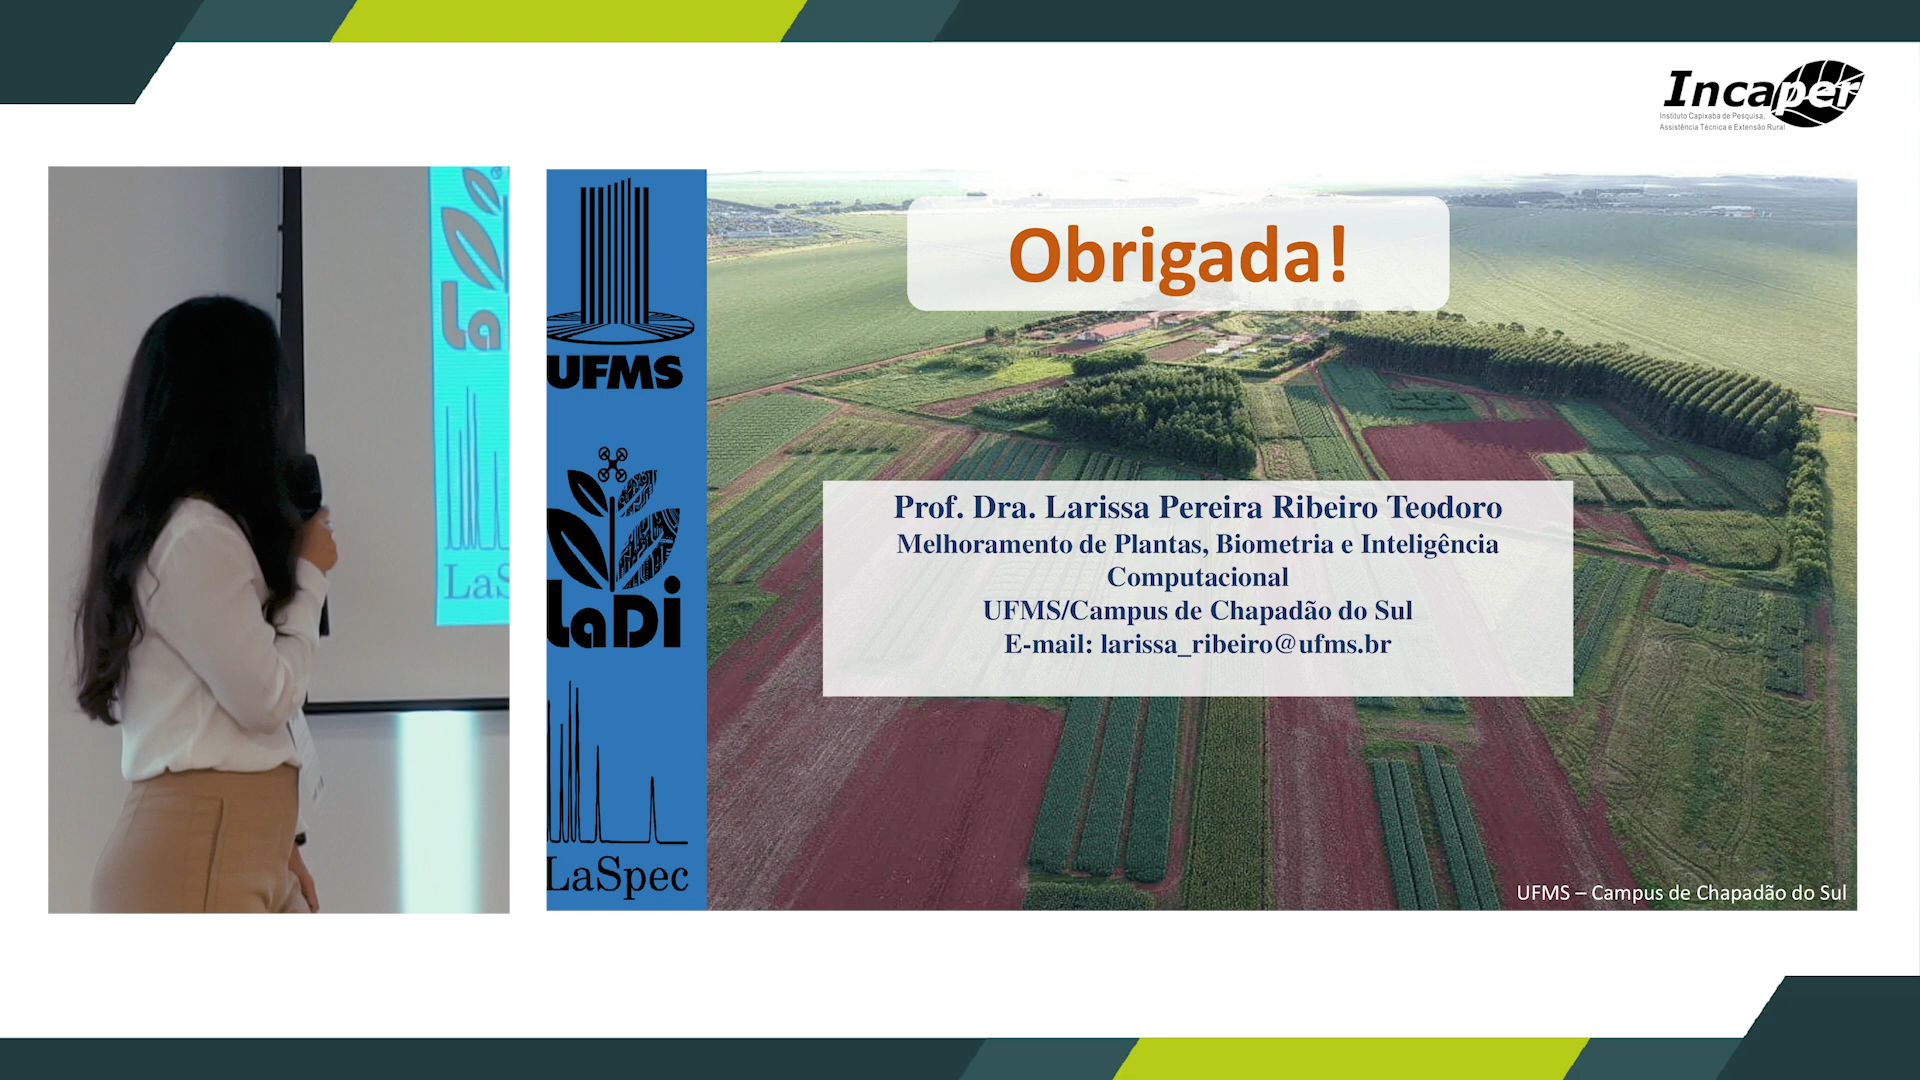 Incaper
Instituto Capixaba de Pesquisa,
Assistência Técnica e Extensão Rural
La
LaS
UFMS
LaDi
LaSpec
Obrigada!
Prof. Dra. Larissa Pereira Ribeiro Teodoro
Melhoramento de Plantas, Biometria e Inteligência
Computacional
UFMS/Campus de Chapadão do Sul
E-mail: larissa_ribeiro@ufms.br
UFMS – Campus de Chapadão do Sul